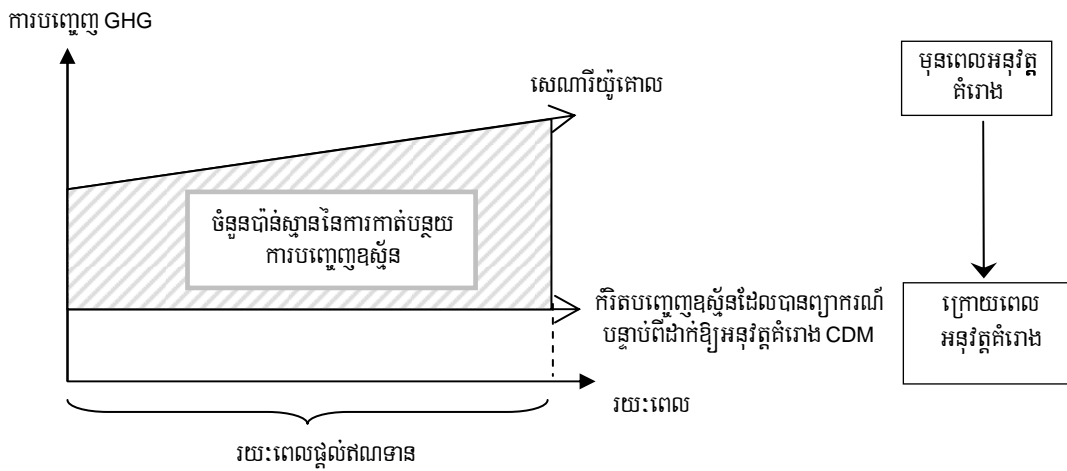 ការបញ្ចេញ GHG
សេណារីយ៉ូគោល
មុនពេលអនុវត្ត
គំរោង
ចំនួនប៉ាន់ស្មាននៃការកាត់បន្ថយ
ការបញ្ចេញឧស្ម័ន
កំរិតបញ្ចេញឧស្ម័នដែលបានព្យាករណ៍
បន្ទាប់ពីដាក់ឱ្យអនុវត្តគំរោង CDM
ក្រោយពេល
អនុវត្តគំរោង
រយៈពេល
រយៈពេលផ្តល់ឥណទាន